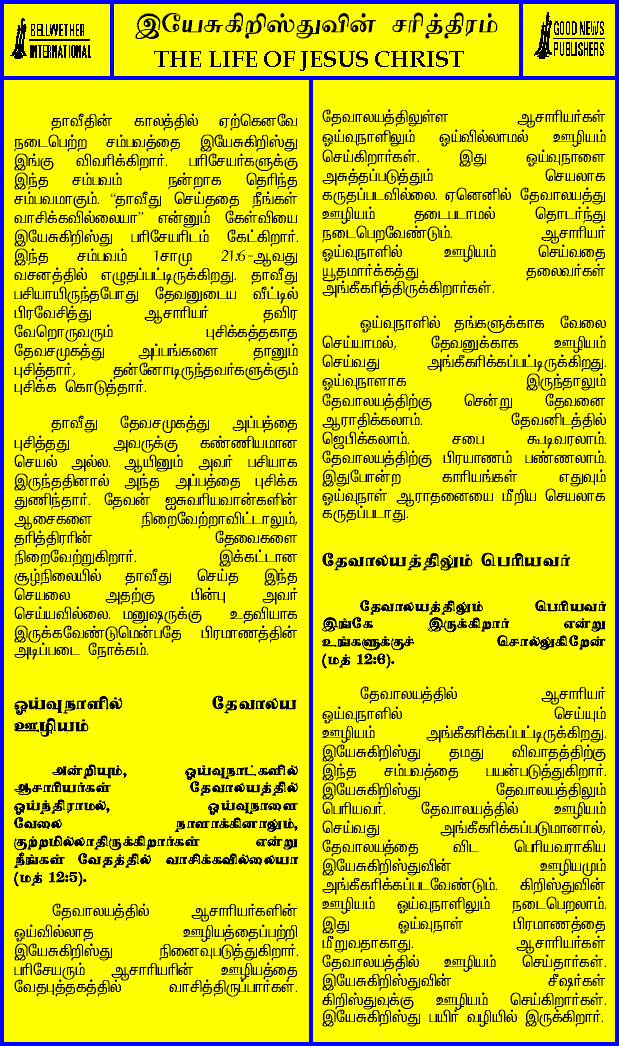 BELLWETHER
INTERNATIONAL
இயேசுகிறிஸ்துவின் சரித்திரம்
THE LIFE OF JESUS CHRIST
GOOD NEWS
PUBLISHERS
தாவீதின் காலத்தில் ஏற்கெனவே
நடைபெற்ற சம்பவத்தை இயேசுகிறிஸ்து
இங்கு விவரிக்கிறார். பரிசேயர்களுக்கு
இந்த சம்பவம் நன்றாக தெரிந்த
சம்பவமாகும். “தாவீது செய்ததை நீங்கள்
வாசிக்கவில்லையா” என்னும் கேள்வியை
இயேசுகிறிஸ்து பரிசேயரிடம் கேட்கிறார்.
இந்த சம்பவம் 1சாமு 21:6-ஆவது
வசனத்தில் எழுதப்பட்டிருக்கிறது. தாவீது
பசியாயிருந்தபோது தேவனுடைய வீட்டில்
பிரவேசித்து ஆசாரியர் தவிர
வேறொருவரும் புசிக்கத்தகாத
தேவசமுகத்து அப்பங்களை தானும்
புசித்தார், தன்னோடிருந்தவர்களுக்கும்
புசிக்க கொடுத்தார்.
தாவீது தேவசமுகத்து அப்பத்தை
புசித்தது அவருக்கு கண்ணியமான
செயல் அல்ல. ஆயினும் அவர் பசியாக
இருந்ததினால் அந்த அப்பத்தை புசிக்க
துணிந்தார். தேவன் ஐசுவரியவான்களின்
ஆசைகளை நிறைவேற்றாவிட்டாலும்,
தரித்திரரின் தேவைகளை
நிறைவேற்றுகிறார். இக்கட்டான
சூழ்நிலையில் தாவீது செய்த இந்த
செயலை அதற்கு பின்பு அவர்
செய்யவில்லை. மனுஷருக்கு உதவியாக
இருக்கவேண்டுமென்பதே பிரமாணத்தின்
அடிப்படை நோக்கம்.
ஓய்வுநாளில் தேவாலய
ஊழியம்
அன்றியும், ஓய்வுநாட்களில்
ஆசாரியர்கள் தேவாலயத்தில்
ஓய்ந்திராமல், ஓய்வுநாளை
வேலை நாளாக்கினாலும்,
குற்றமில்லாதிருக்கிறார்கள் என்று
நீங்கள் வேதத்தில் வாசிக்கவில்லையா
(மத் 12:5).
தேவாலயத்தில் ஆசாரியர்களின்
ஓய்வில்லாத ஊழியத்தைப்பற்றி
இயேசுகிறிஸ்து நினைவுபடுத்துகிறார்.
பரிசேயரும் ஆசாரியரின் ஊழியத்தை
வேதபுத்தகத்தில் வாசித்திருப்பார்கள்.
தேவாலயத்திலுள்ள ஆசாரியர்கள்
ஓய்வுநாளிலும் ஓய்வில்லாமல் ஊழியம்
செய்கிறார்கள். இது ஓய்வுநாளை
அசுத்தப்படுத்தும் செயலாக
கருதப்படவில்லை. ஏனெனில் தேவாலயத்து
ஊழியம் தடைபடாமல் தொடர்ந்து
நடைபெறவேண்டும். ஆசாரியர்
ஓய்வுநாளில் ஊழியம் செய்வதை
யூதமார்க்கத்து தலைவர்கள்
அங்கீகரித்திருக்கிறார்கள்.
ஓய்வுநாளில் தங்களுக்காக வேலை
செய்யாமல், தேவனுக்காக ஊழியம்
செய்வது அங்கீகரிக்கப்பட்டிருக்கிறது.
ஓய்வுநாளாக இருந்தாலும்
தேவாலயத்திற்கு சென்று தேவனை
ஆராதிக்கலாம். தேவனிடத்தில்
ஜெபிக்கலாம். சபை கூடிவரலாம்.
தேவாலயத்திற்கு பிரயாணம் பண்ணலாம்.
இதுபோன்ற காரியங்கள் எதுவும்
ஓய்வுநாள் ஆராதனையை மீறிய செயலாக
கருதப்படாது.
தேவாலயத்திலும் பெரியவர்
தேவாலயத்திலும் பெரியவர்
இங்கே இருக்கிறார் என்று
உங்களுக்குச் சொல்லுகிறேன்
(மத் 12:6).
தேவாலயத்தில் ஆசாரியர்
ஓய்வுநாளில் செய்யும்
ஊழியம் அங்கீகரிக்கப்பட்டிருக்கிறது.
இயேசுகிறிஸ்து தமது விவாதத்திற்கு
இந்த சம்பவத்தை பயன்படுத்துகிறார்.
இயேசுகிறிஸ்து தேவாலயத்திலும்
பெரியவர். தேவாலயத்தில் ஊழியம்
செய்வது அங்கீகரிக்கப்படுமானால்,
தேவாலயத்தை விட பெரியவராகிய
இயேசுகிறிஸ்துவின் ஊழியமும்
அங்கீகரிக்கப்படவேண்டும். கிறிஸ்துவின்
ஊழியம் ஓய்வுநாளிலும் நடைபெறலாம்.
இது ஓய்வுநாள் பிரமாணத்தை
மீறுவதாகாது. ஆசாரியர்கள்
தேவாலயத்தில் ஊழியம் செய்தார்கள்.
இயேசுகிறிஸ்துவின் சீஷர்கள்
கிறிஸ்துவுக்கு ஊழியம் செய்கிறார்கள்.
இயேசுகிறிஸ்து பயிர் வழியில் இருக்கிறார்.